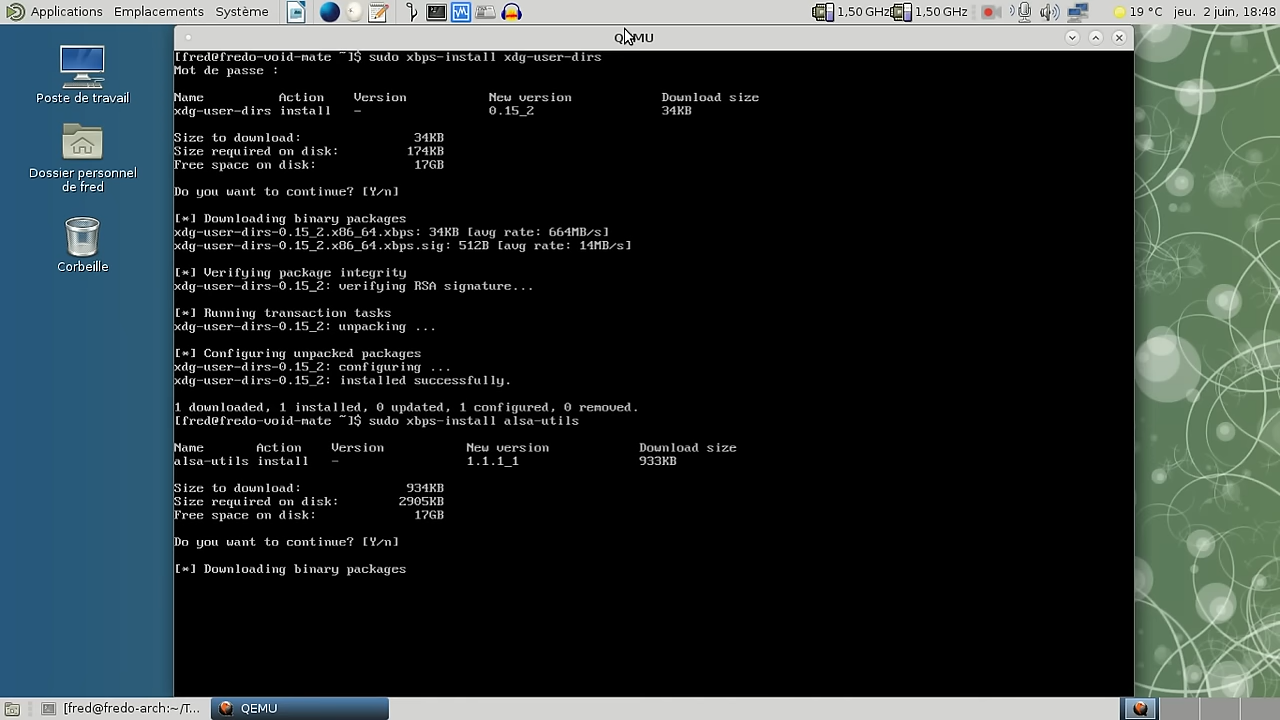 Applications Emplacements Système
1,50 GHz 1,50 GHz 19 °C jeu. 2 juin, 18:48
QEMU
Poste de travail
Dossier personnel
de fred
Corbeille
[fred@fredo-void-mate ~]$ sudo xbps-install xdg-user-dirs
Mot de passe :
Name Action Version New version Download size
xdg-user-dirs install - 0.15_2 34KB
Size to download: 34KB
Size required on disk: 174KB
Free space on disk: 17GB
Do you want to continue? [Y/n]
[*] Downloading binary packages
xdg-user-dirs-0.15_2.x86_64.xbps: 34KB [avg rate: 664MB/s]
xdg-user-dirs-0.15_2.x86_64.xbps.sig: 512B [avg rate: 14MB/s]
[*] Verifying package integrity
xdg-user-dirs-0.15_2: verifying RSA signature...
[*] Running transaction tasks
xdg-user-dirs-0.15_2: unpacking ...
[*] Configuring unpacked packages
xdg-user-dirs-0.15_2: configuring ...
xdg-user-dirs-0.15_2: installed successfully.
1 downloaded, 1 installed, 0 updated, 1 configured, 0 removed.
[fred@fredo-void-mate ~]$ sudo xbps-install alsa-utils
Name Action Version New version Download size
alsa-utils install - 1.1.1_1 933KB
Size to download: 934KB
Size required on disk: 2905KB
Free space on disk: 17GB
Do you want to continue? [Y/n]
[*] Downloading binary packages
[fred@fredo-arch:~/T...
QEMU